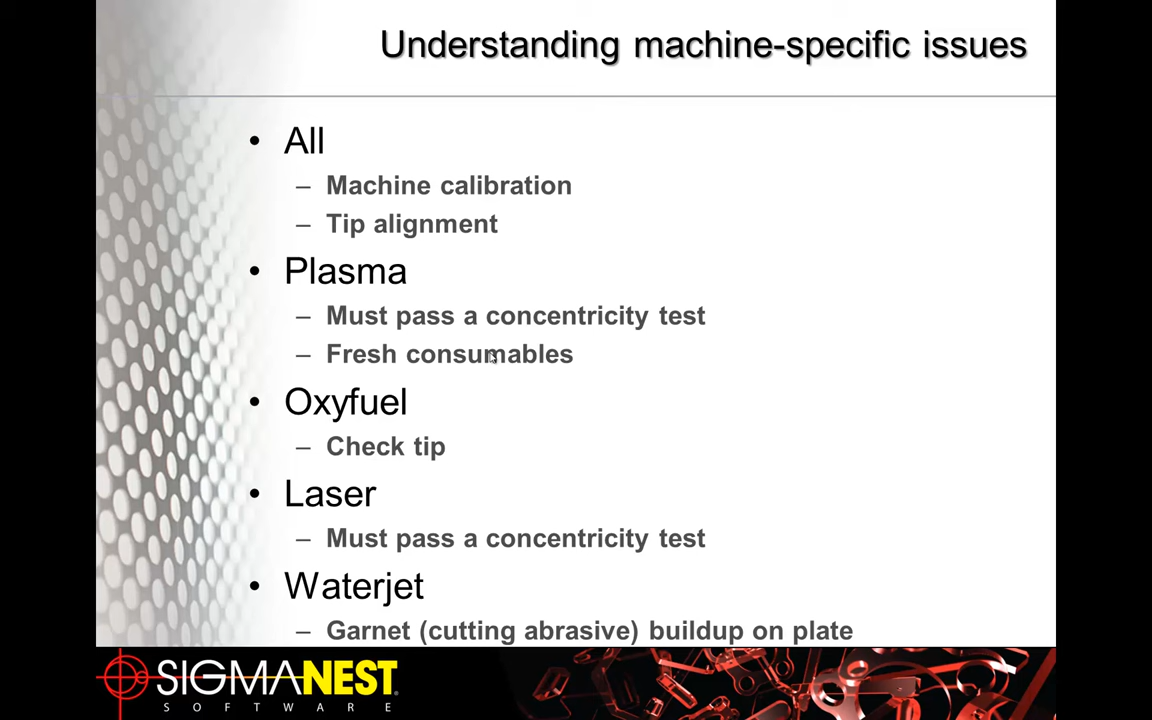 Understanding machine-specific issues
• All
– Machine calibration
– Tip alignment
• Plasma
– Must pass a concentricity test
– Fresh consumables
• Oxyfuel
– Check tip
• Laser
– Must pass a concentricity test
• Waterjet
– Garnet (cutting abrasive) buildup on plate
SIGMANEST®
SOFTWARE